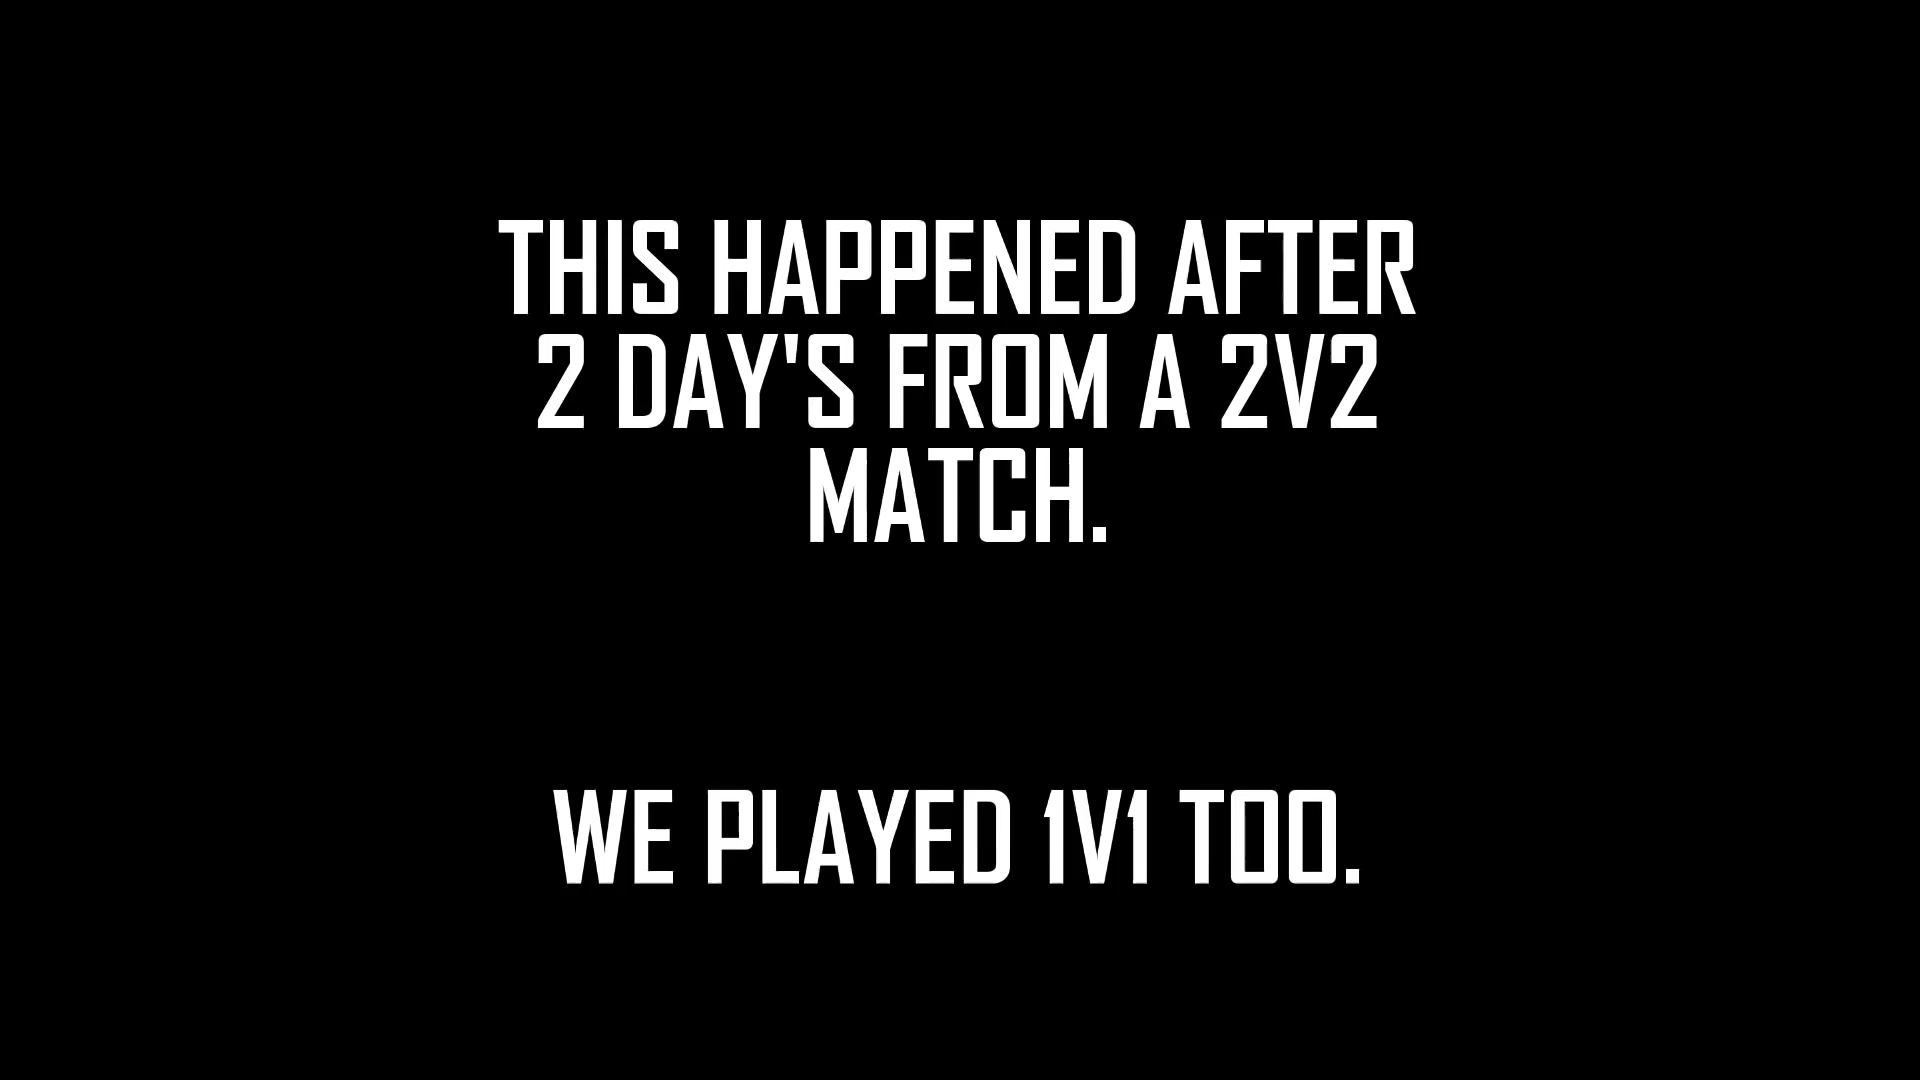 THIS HAPPENED AFTER
2 DAY'S FROM A 2V2
MATCH.
WE PLAYED 1V1 TOO.